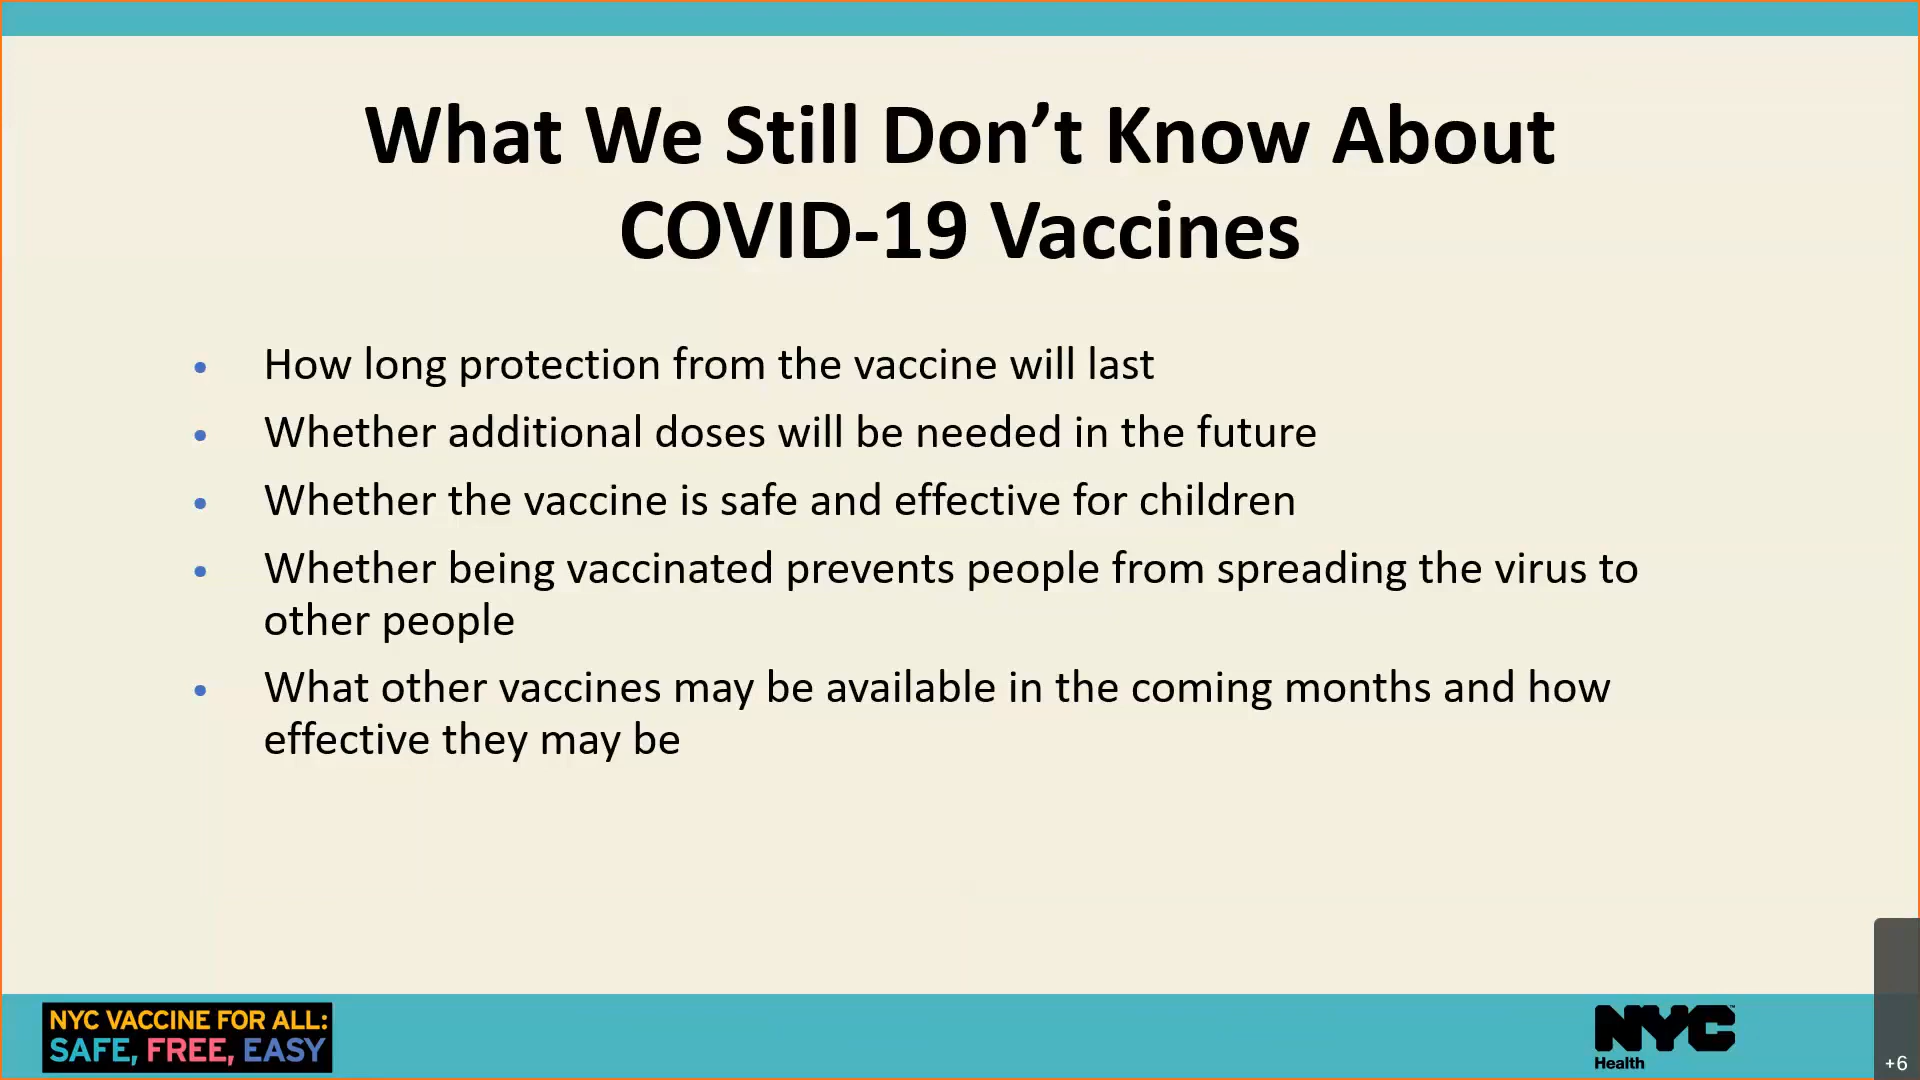 What We Still Don’t Know About
COVID-19 Vaccines
• How long protection from the vaccine will last
• Whether additional doses will be needed in the future
• Whether the vaccine is safe and effective for children
• Whether being vaccinated prevents people from spreading the virus to
other people
• What other vaccines may be available in the coming months and how
effective they may be
NYC VACCINE FOR ALL:
SAFE, FREE, EASY
NYC™
Health
+6